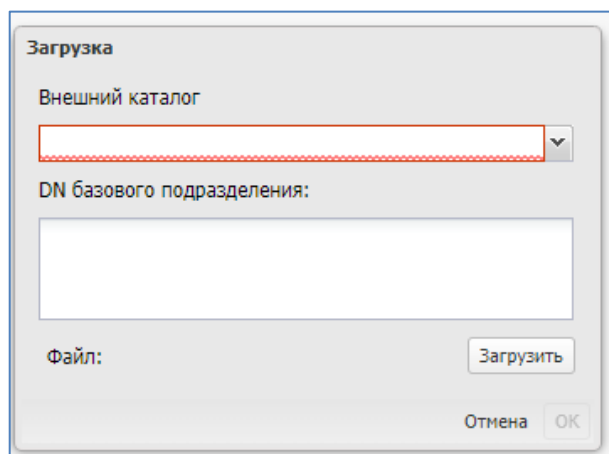 Загрузка
Внешний каталог
DN базового подразделения:
Файл:
Загрузить
Отмена
OK